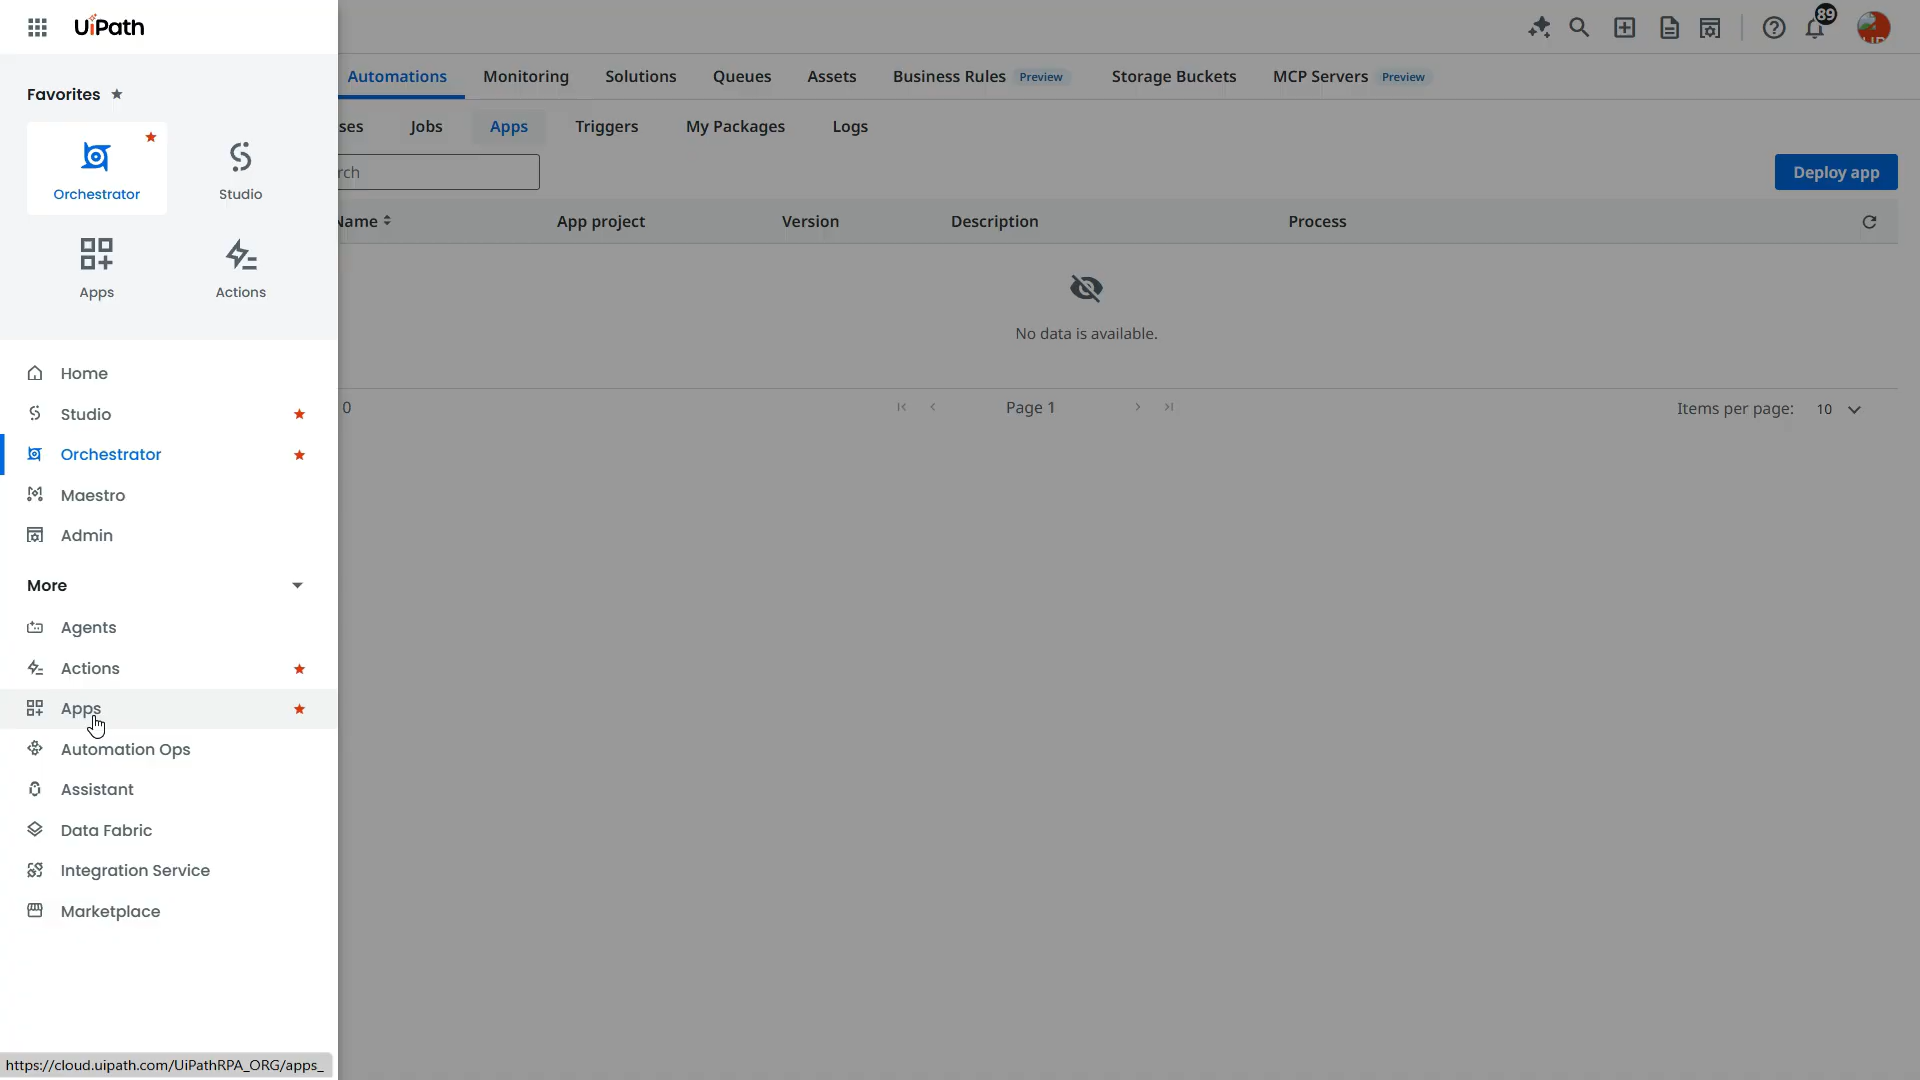 UiPath
89
Favorites
Orchestrator
Studio
Apps
Actions
Home
Studio
Orchestrator
Maestro
Admin
More
Agents
Actions
Apps
Automation Ops
Assistant
Data Fabric
Integration Service
Marketplace
https://cloud.uipath.com/UiPathRPA_ORG/apps_
Automations Monitoring Solutions Queues Assets Business Rules Preview Storage Buckets MCP Servers Preview
ses Jobs Apps Triggers My Packages Logs
rch Deploy app
Name App project Version Description Process
No data is available.
0 Page 1 Items per page: 10